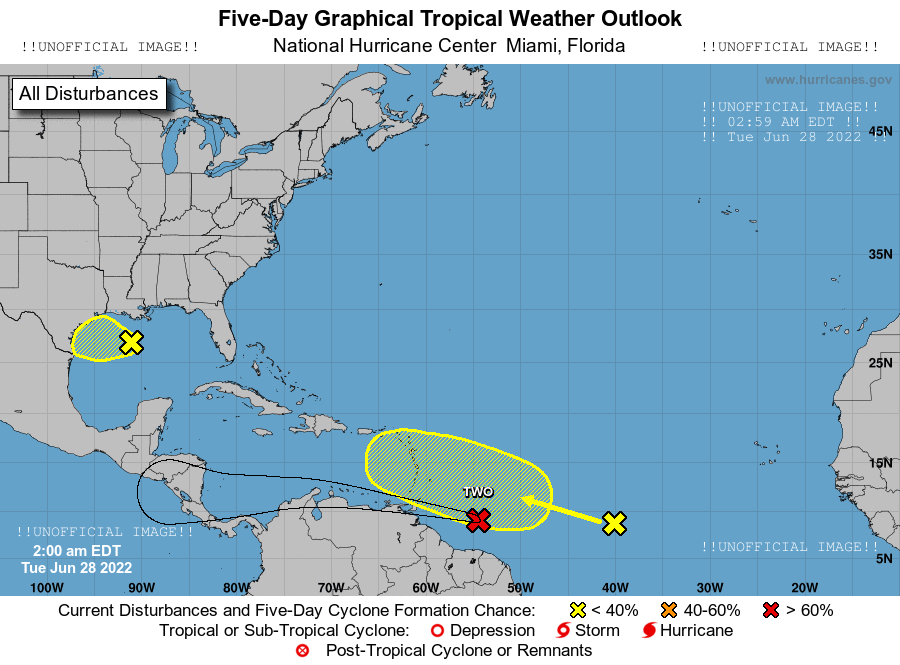 Five-Day Graphical Tropical Weather Outlook
!!UNOFFICIAL IMAGE!! National Hurricane Center Miami, Florida !!UNOFFICIAL IMAGE!!
www.hurricanes.gov
All Disturbances
!!UNOFFICIAL IMAGE!!
!! 02:59 AM EDT !!
!! Tue Jun 28 2022 !!
45N
35N
25N
15N
TWO
!!UNOFFICIAL IMAGE!!
!!UNOFFICIAL IMAGE!!
2:00 am EDT
5N
Tue Jun 28 2022
100W 90W 80W 70W 60W 50W 40W 30W 20W
Current Disturbances and Five-Day Cyclone Formation Chance: < 40% 40-60% > 60%
Tropical or Sub-Tropical Cyclone: Depression Storm Hurricane
Post-Tropical Cyclone or Remnants